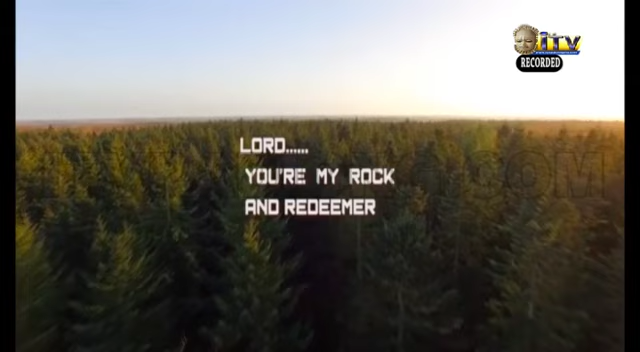 itv
RECORDED
LORD......
YOU'RE MY ROCK
AND REDEEMER